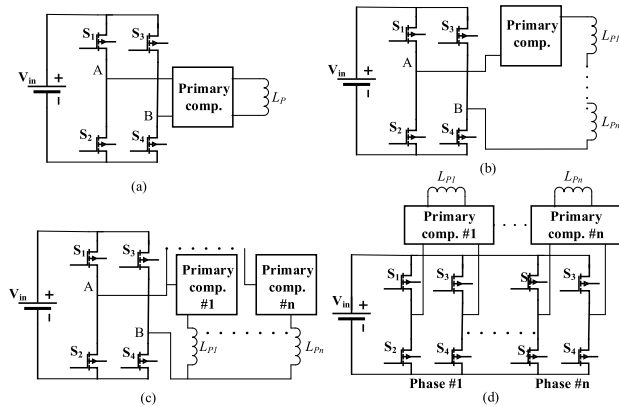 S1
S3
Vin
+
A
B
Primary
comp.
LP
S2
S4
(a)
S1
S3
Vin
+
A
B
Primary
comp.
LP1
LPn
S2
S4
(b)
S1
S3
Vin
+
A
B
Primary
comp.
#1
Primary
comp.
#n
LP1
LPn
S2
S4
(c)
LP1
LPn
Primary
comp. #1
Primary
comp. #n
Vin
+
S1
S3
S
S3
S2
S4
S2
S4
Phase #1
(d)
Phase #n